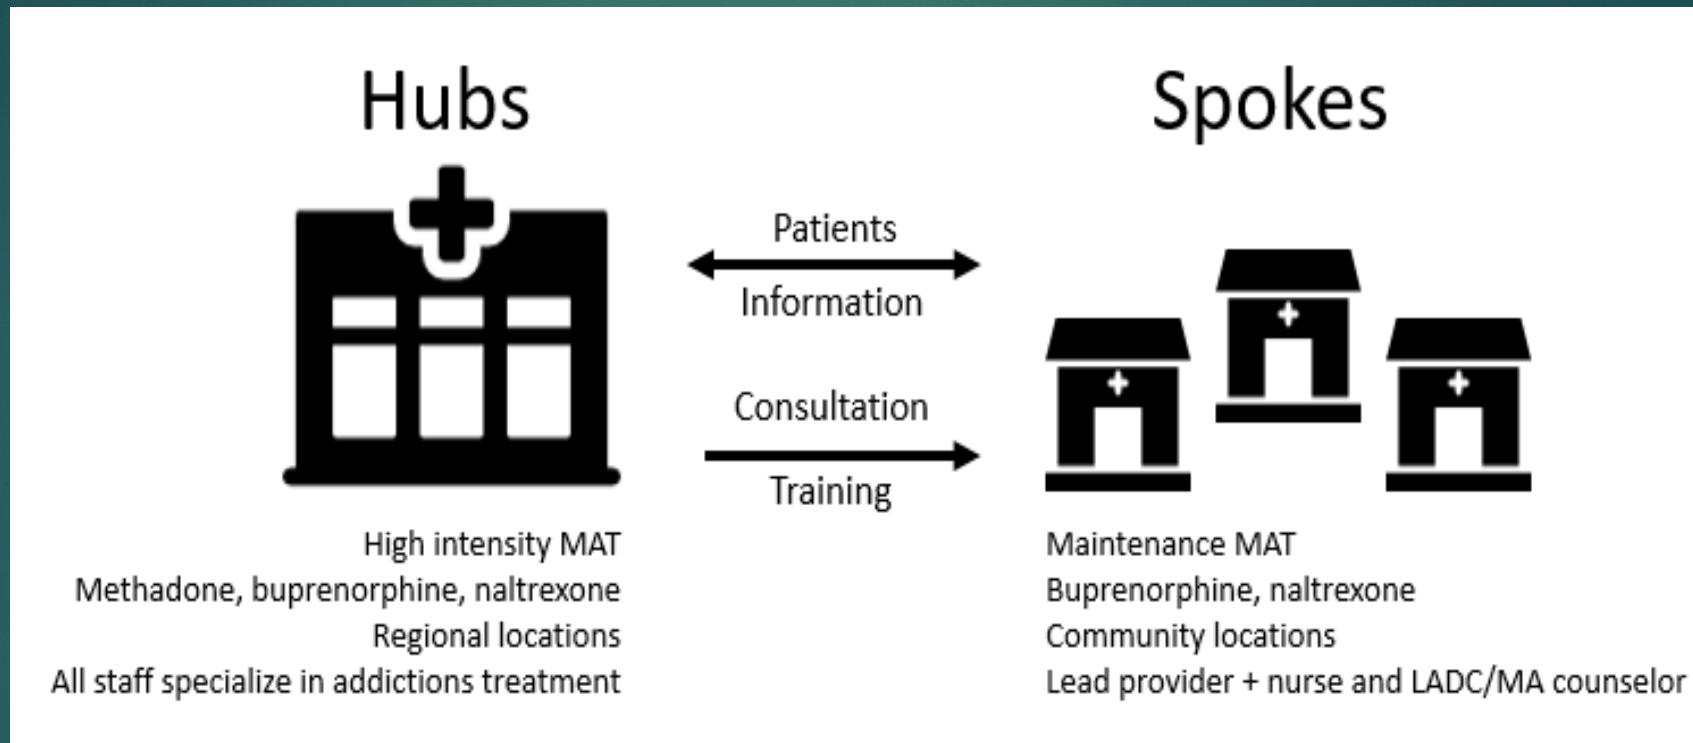 Hubs
Spokes
Patients
Information
Consultation
Training
High intensity MAT
Methadone, buprenorphine, naltrexone
Regional locations
All staff specialize in addictions treatment
Maintenance MAT
Buprenorphine, naltrexone
Community locations
Lead provider + nurse and LADC/MA counselor